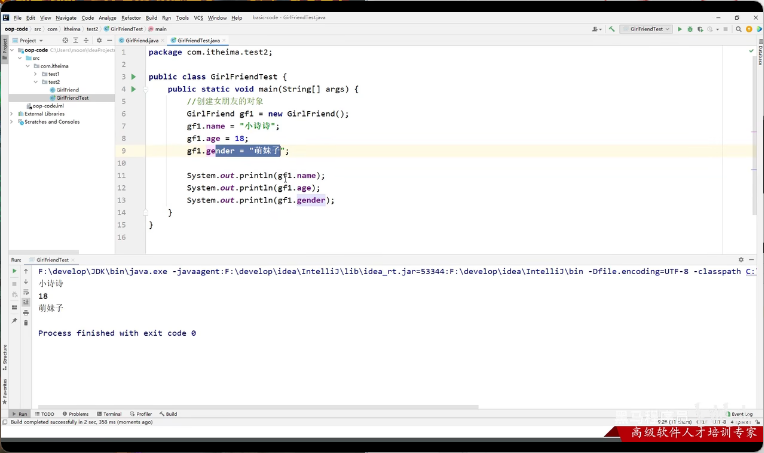 File Edit View Navigate Code Analyze Refactor Build Run Tools VCS Window Help basic-code - GirlFriendTest.java
oop-code src com itheima test2 GirlFriendTest main GirlFriendTest
Project GirlFriend.java GirlFriendTest.java
oop-code
src
com.itheima
test1
test2
GirlFriend
GirlFriendTest
oop-code.iml
External Libraries
Scratches and Consoles
1 package com.itheima.test2;
2
3 public class GirlFriendTest {
4 public static void main(String[] args) {
5 //创建女朋友的对象
6 GirlFriend gf1 = new GirlFriend();
7 gf1.name = "小诗诗";
8 gf1.age = 18;
9 gf1.gender = "萌妹子";
10
11 System.out.println(gf1.name);
12 System.out.println(gf1.age);
13 System.out.println(gf1.gender);
14 }
15 }
16
Project
Database
Structure
Favorites
Run: GirlFriendTest
F:\develop\JDK\bin\java.exe -javaagent:F:\develop\idea\IntelliJ\lib\idea_rt.jar=53344:F:\develop\idea\IntelliJ\bin -Dfile.encoding=UTF-8 -classpath C:
小诗诗
18
萌妹子
Process finished with exit code 0
Run TODO Problems Terminal Profiler Build Event Log
Build completed successfully in 2 sec, 358 ms (moments ago)
高级软件人才培训专家